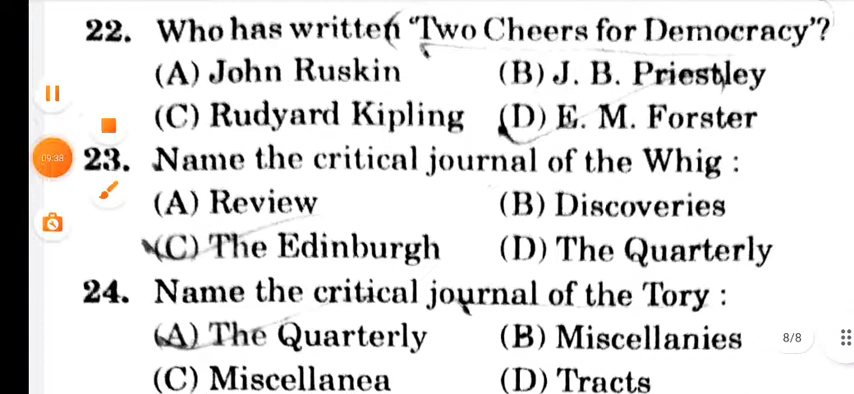 22. Who has written 'Two Cheers for Democracy'?
(A) John Ruskin (B) J. B. Priestley
(C) Rudyard Kipling (D) E. M. Forster
09:38
23. Name the critical journal of the Whig :
(A) Review (B) Discoveries
(C) The Edinburgh (D) The Quarterly
24. Name the critical journal of the Tory :
(A) The Quarterly (B) Miscellanies
8/8
(C) Miscellanea (D) Tracts